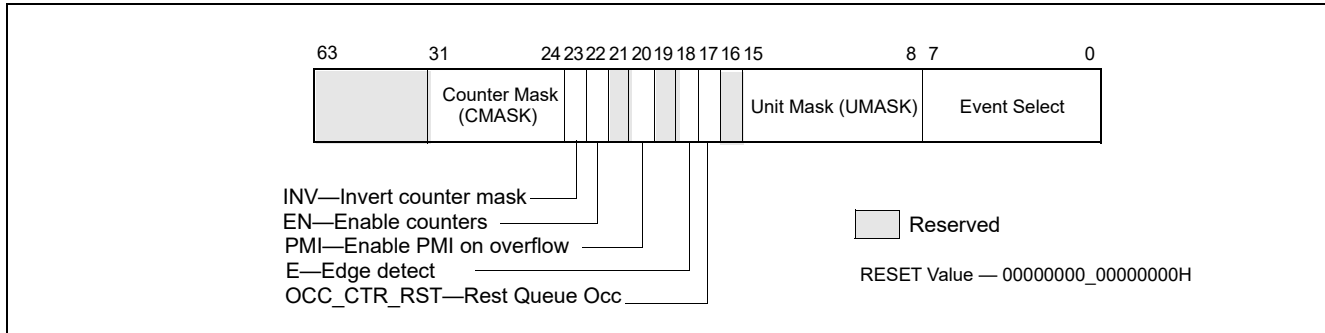 63 31 24 23 22 21 20 19 18 17 16 15 8 7 0
Counter Mask
(CMASK)
Unit Mask (UMASK)
Event Select
INV—Invert counter mask
EN—Enable counters
PMI—Enable PMI on overflow
E—Edge detect
OCC_CTR_RST—Rest Queue Occ
Reserved
RESET Value — 00000000_00000000H